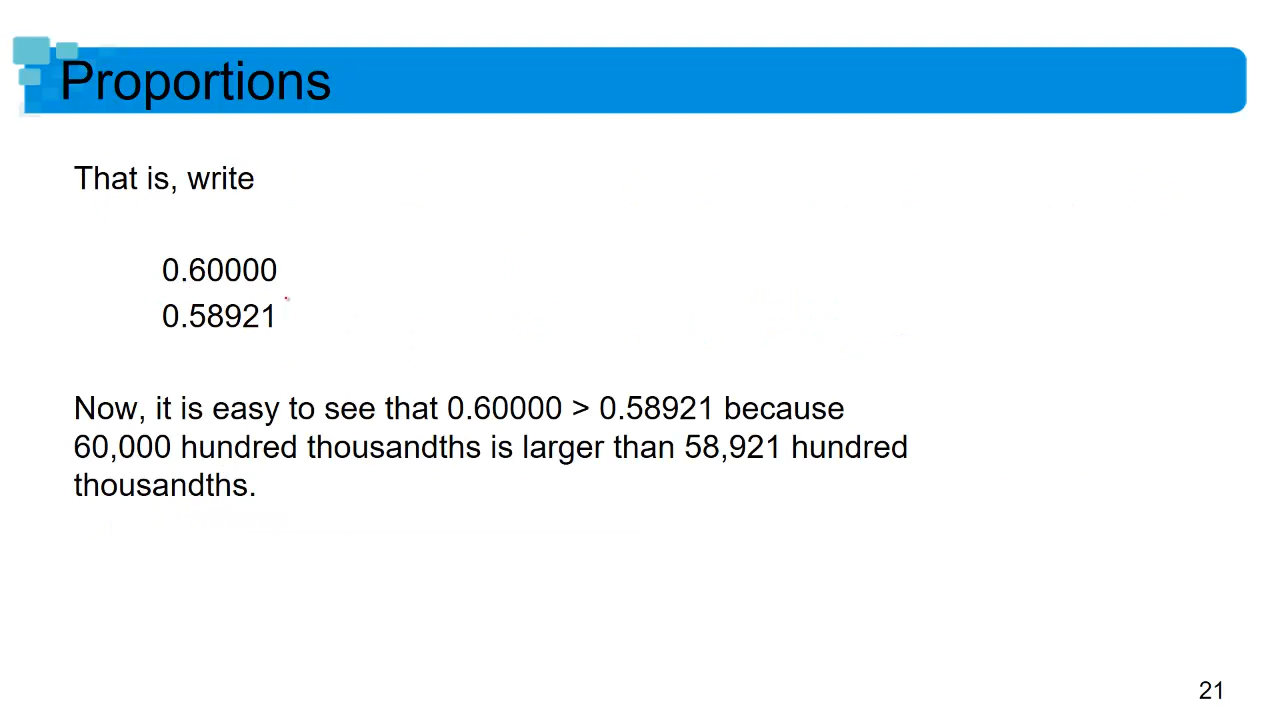 Proportions
That is, write
0.60000
0.58921
Now, it is easy to see that 0.60000 > 0.58921 because
60,000 hundred thousandths is larger than 58,921 hundred
thousandths.
21